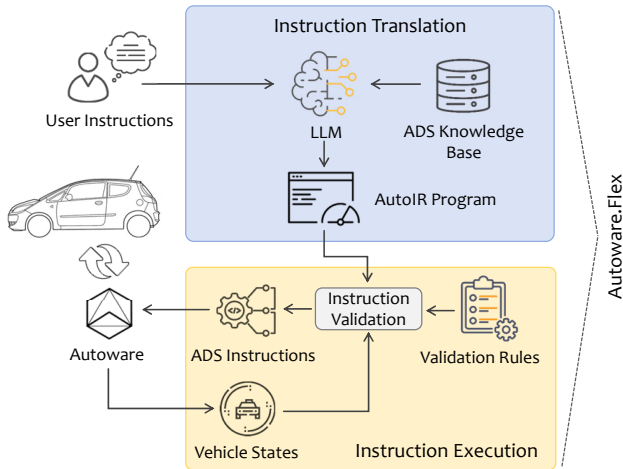 Instruction Translation
User Instructions
LLM
ADS Knowledge
Base
AutoIR Program
Autoware.Flex
Instruction
Validation
Autoware
ADS Instructions
Validation Rules
Vehicle States
Instruction Execution